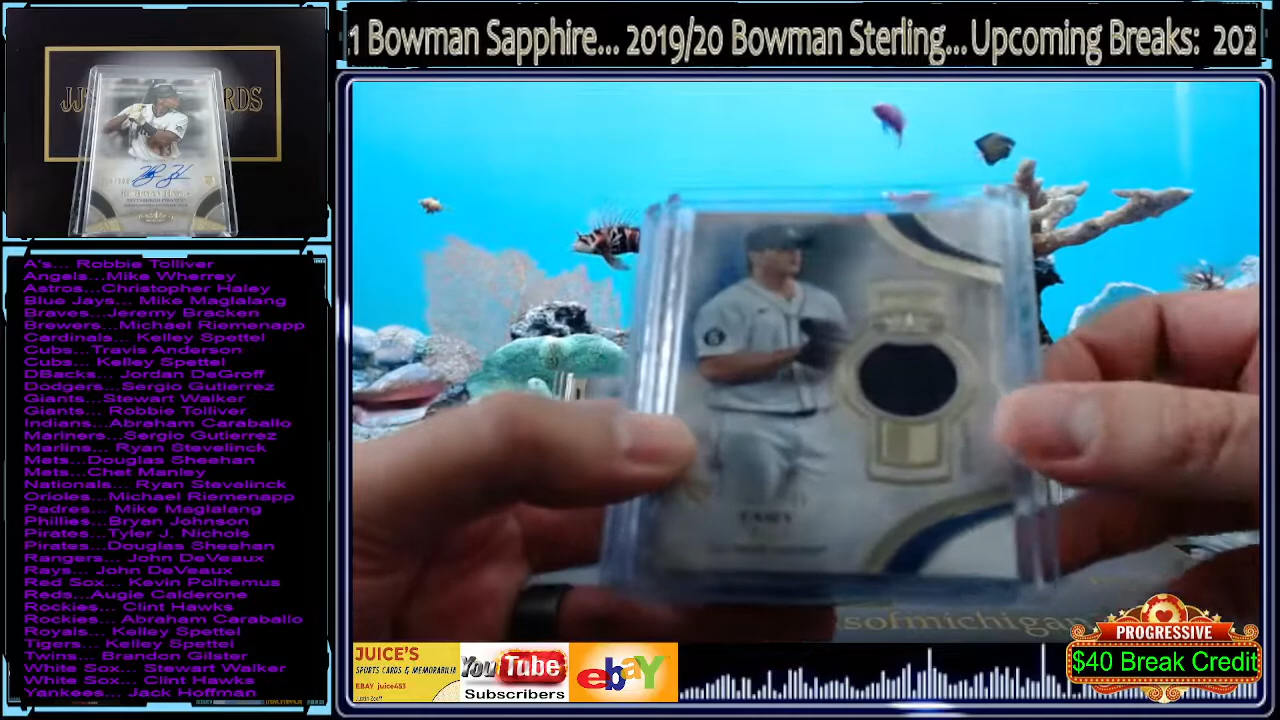 1 Bowman Sapphire... 2019/20 Bowman Sterling... Upcoming Breaks: 202
A's... Robbie Tolliver
Angels...Mike Wherrey
Astros...Christopher Haley
Blue Jays... Mike Maglalang
Braves...Jeremy Bracken
Brewers...Michael Riemenapp
Cardinals... Kelley Spettel
Cubs...Travis Anderson
Cubs... Kelley Spettel
DBacks... Jordan DeGroff
Dodgers...Sergio Gutierrez
Giants...Stewart Walker
Giants... Robbie Tolliver
Indians...Abraham Caraballo
Mariners...Sergio Gutierrez
Marlins... Ryan Stevelinck
Mets...Douglas Sheehan
Mets...Chet Manley
Nationals... Ryan Stevelinck
Orioles...Michael Riemenapp
Padres... Mike Maglalang
Phillies...Bryan Johnson
Pirates...Tyler J. Nichols
Pirates...Douglas Sheehan
Rangers... John DeVeaux
Rays... John DeVeaux
Red Sox... Kevin Polhemus
Reds...Augie Calderone
Rockies... Clint Hawks
Rockies... Abraham Caraballo
Royals... Kelley Spettel
Tigers... Kelley Spettel
Twins... Brandon Gilster
White Sox... Stewart Walker
White Sox... Clint Hawks
Yankees... Jack Hoffman
JUICE'S
SPORTS CARDS & MEMORABILIA
EBAY juice453
YouTube
Subscribers
ebaY
PROGRESSIVE
$40 Break Credit